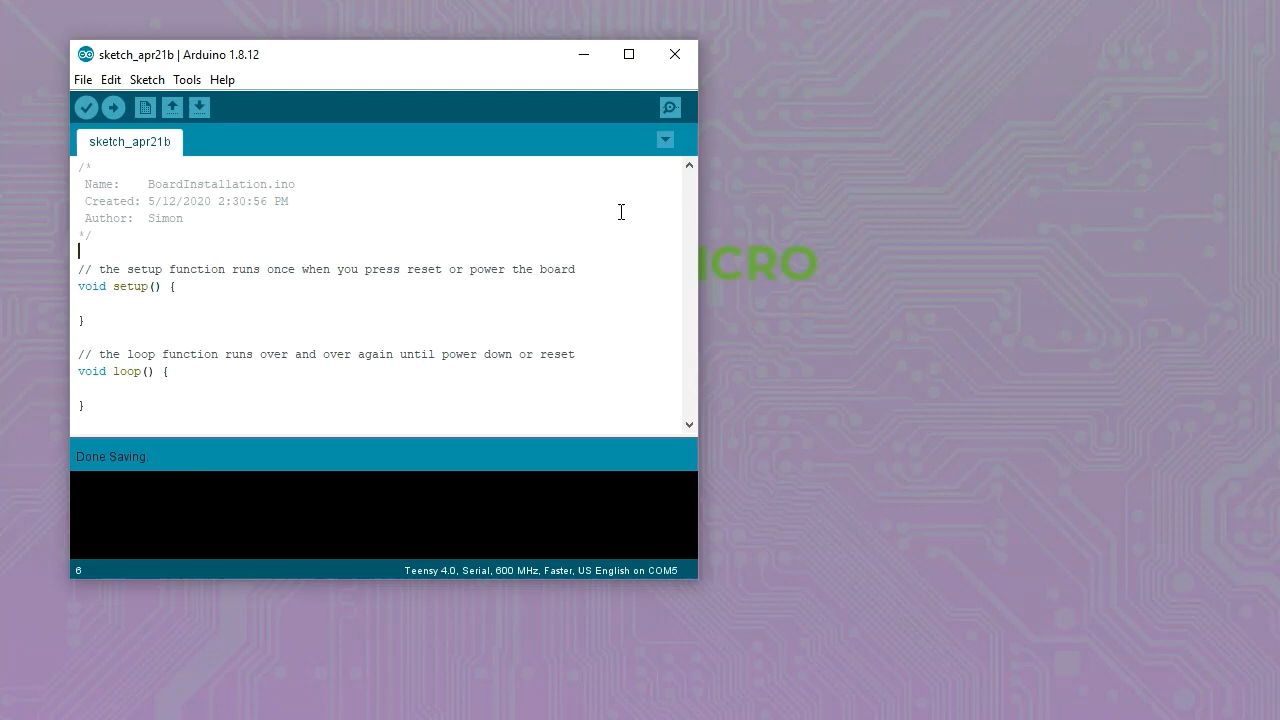 sketch_apr21b | Arduino 1.8.12
File Edit Sketch Tools Help
sketch_apr21b
/*
Name: BoardInstallation.ino
Created: 5/12/2020 2:30:56 PM
Author: Simon
*/
// the setup function runs once when you press reset or power the board
void setup() {
}
// the loop function runs over and over again until power down or reset
void loop() {
}
Done Saving.
6 Teensy 4.0, Serial, 600 MHz, Faster, US English on COM5